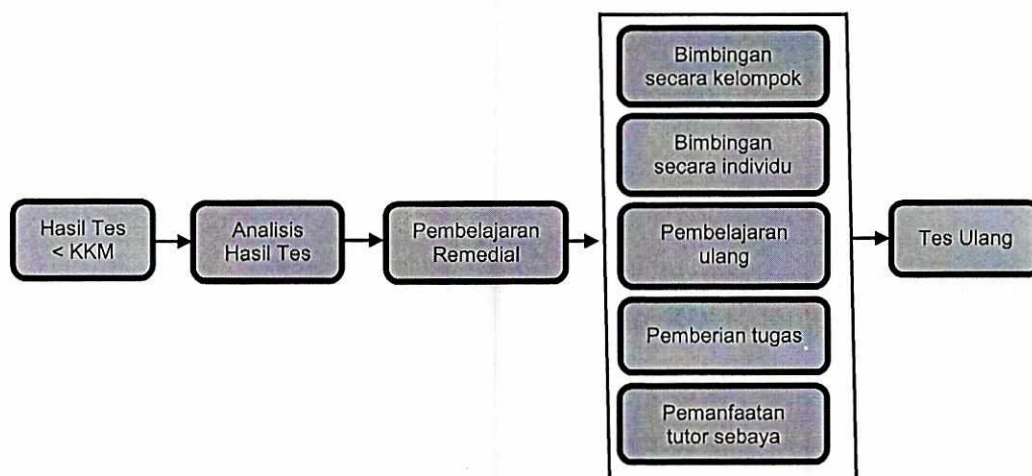 Hasil Tes
< KKM
Analisis
Hasil Tes
Pembelajaran
Remedial
Bimbingan
secara kelompok
Bimbingan
secara individu
Pembelajaran
ulang
Pemberian tugas
Pemanfaatan
tutor sebaya
Tes Ulang